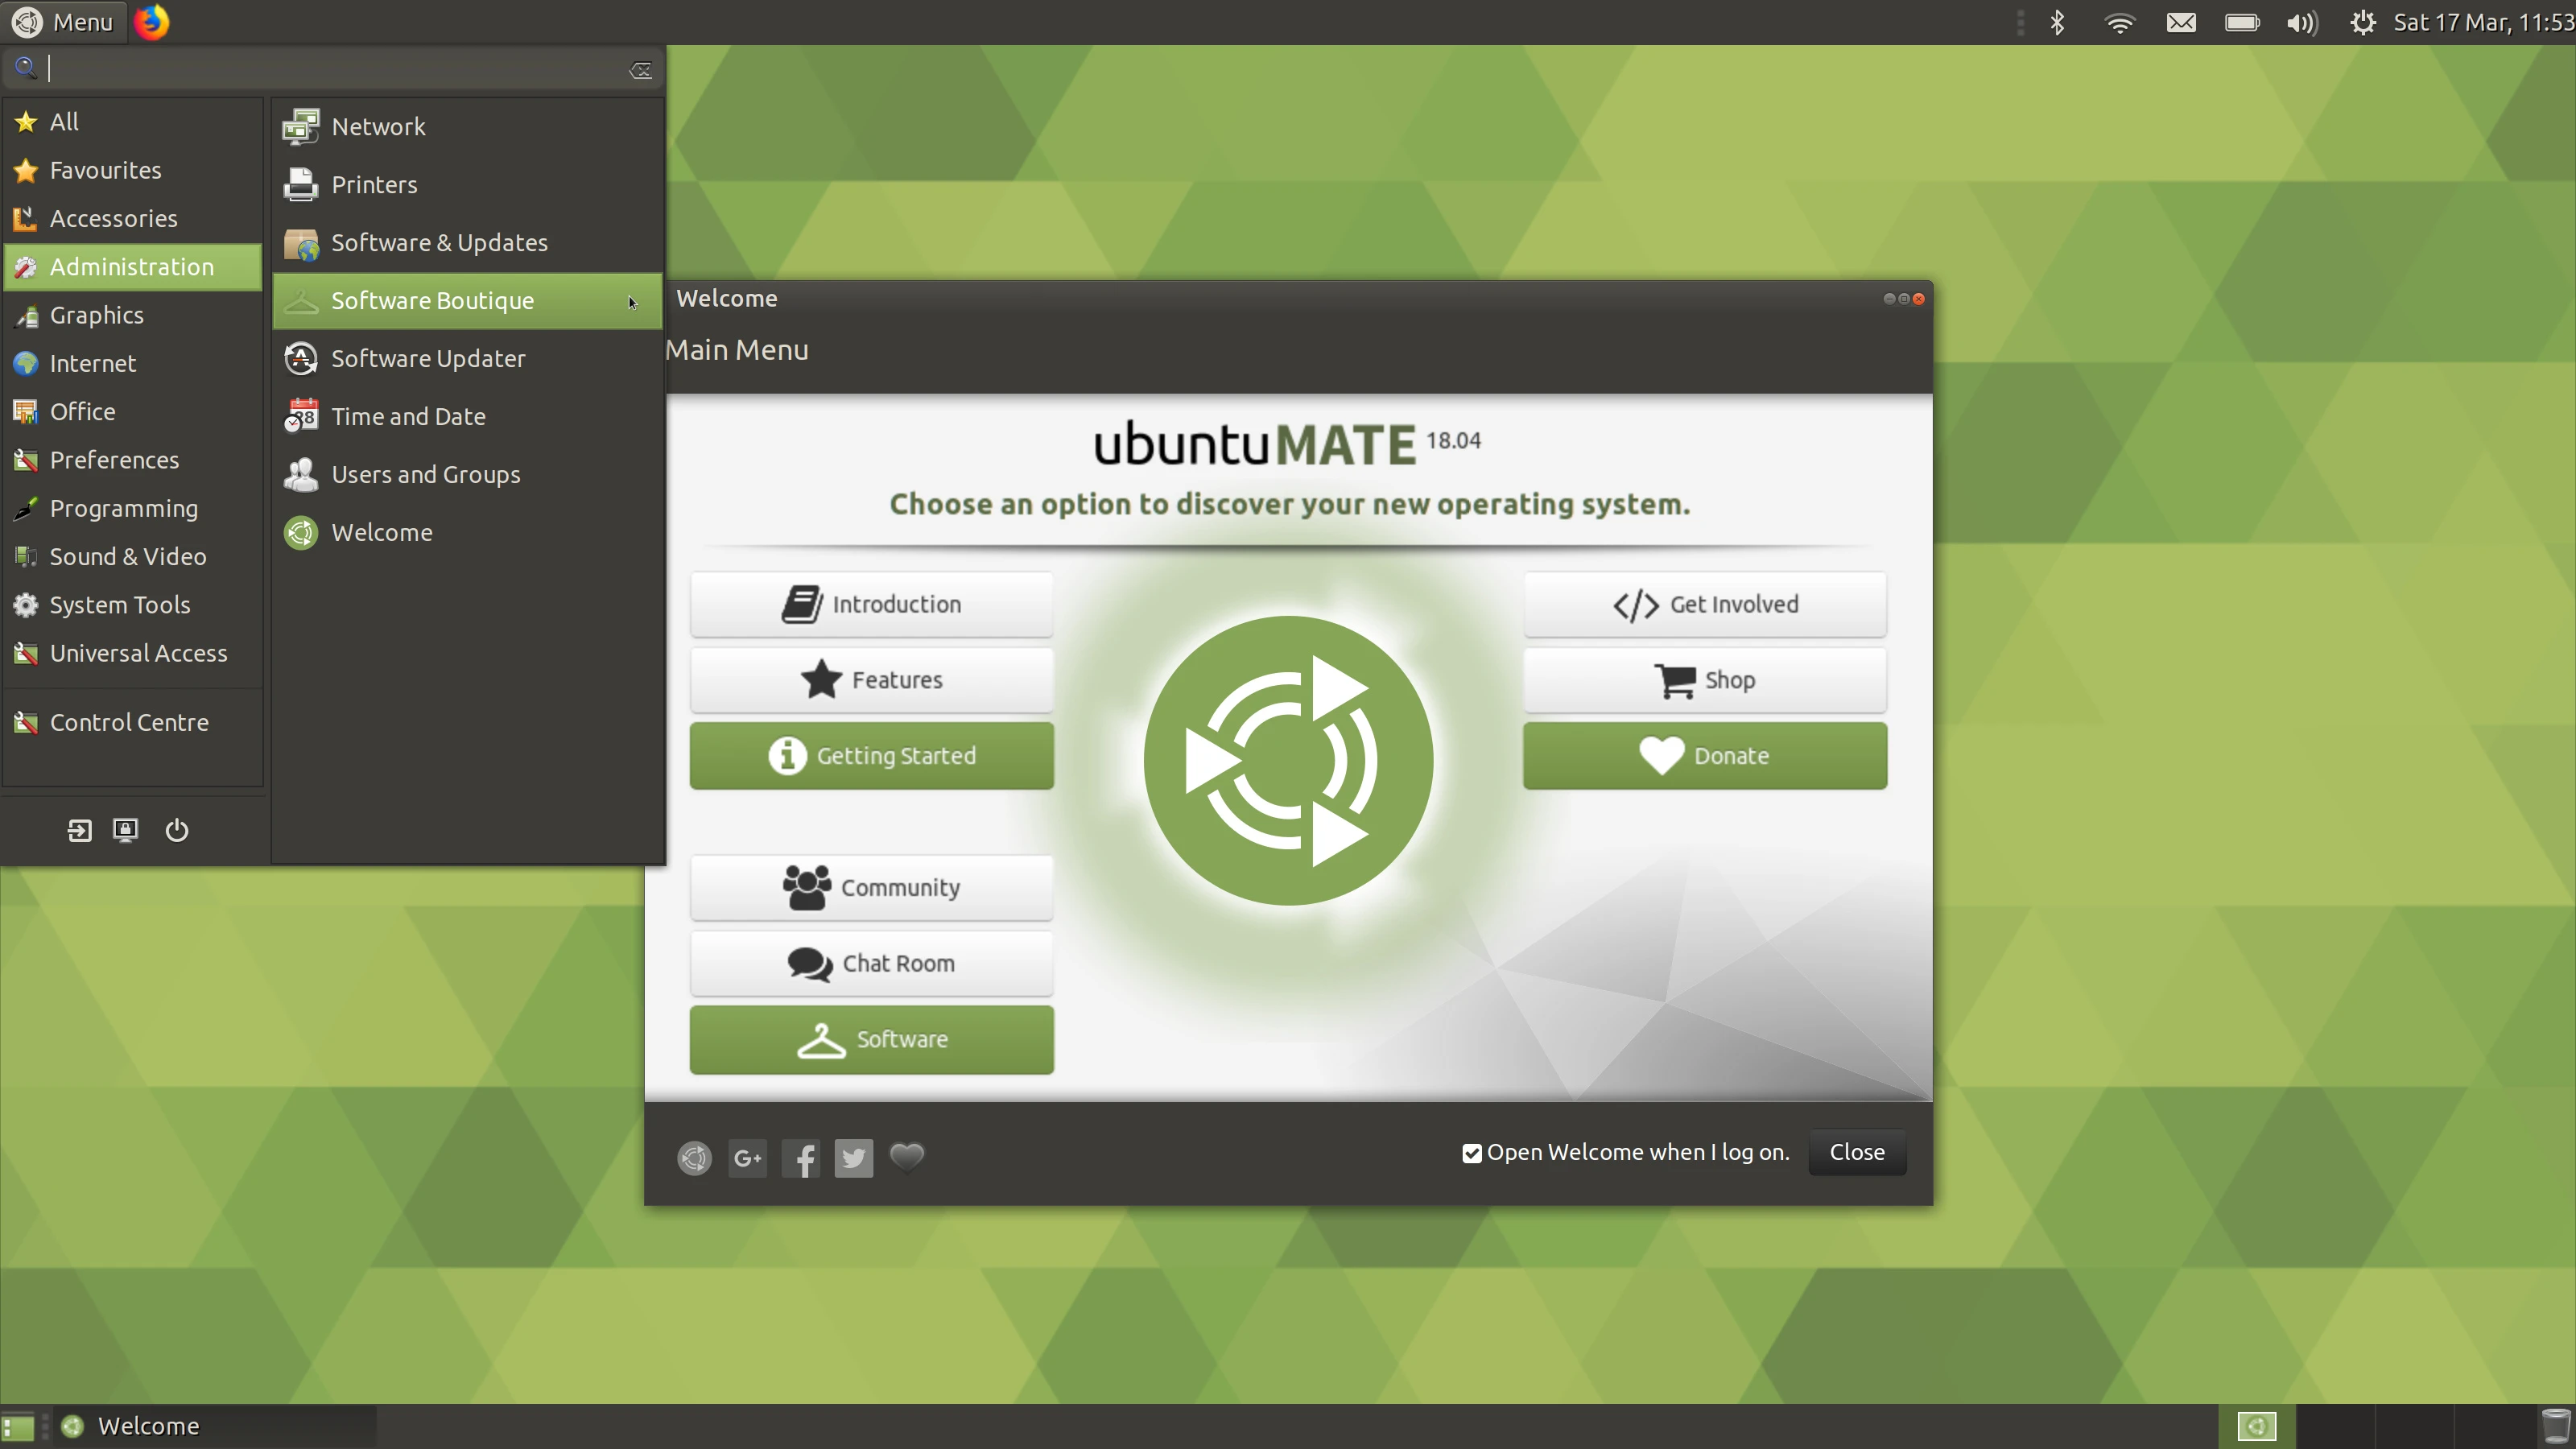 Menu
Sat 17 Mar, 11:53
All
Favourites
Accessories
Administration
Graphics
Internet
Office
Preferences
Programming
Sound & Video
System Tools
Universal Access
Control Centre
Network
Printers
Software & Updates
Software Boutique
Software Updater
Time and Date
Users and Groups
Welcome
Welcome
Main Menu
ubuntu MATE 18.04
Choose an option to discover your new operating system.
Introduction
Features
Getting Started
Community
Chat Room
Software
Get Involved
Shop
Donate
G+
Open Welcome when I log on.
Close
Welcome